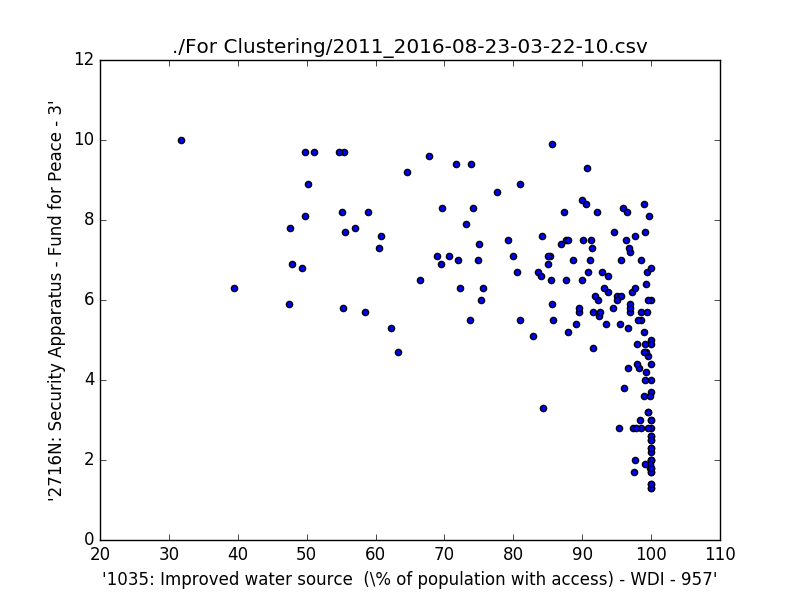 ./For Clustering/2011_2016-08-23-03-22-10.csv
12
10
8
6
4
2
0
'2716N: Security Apparatus - Fund for Peace - 3'
20 30 40 50 60 70 80 90 100 110
'1035: Improved water source  (\% of population with access) - WDI - 957'